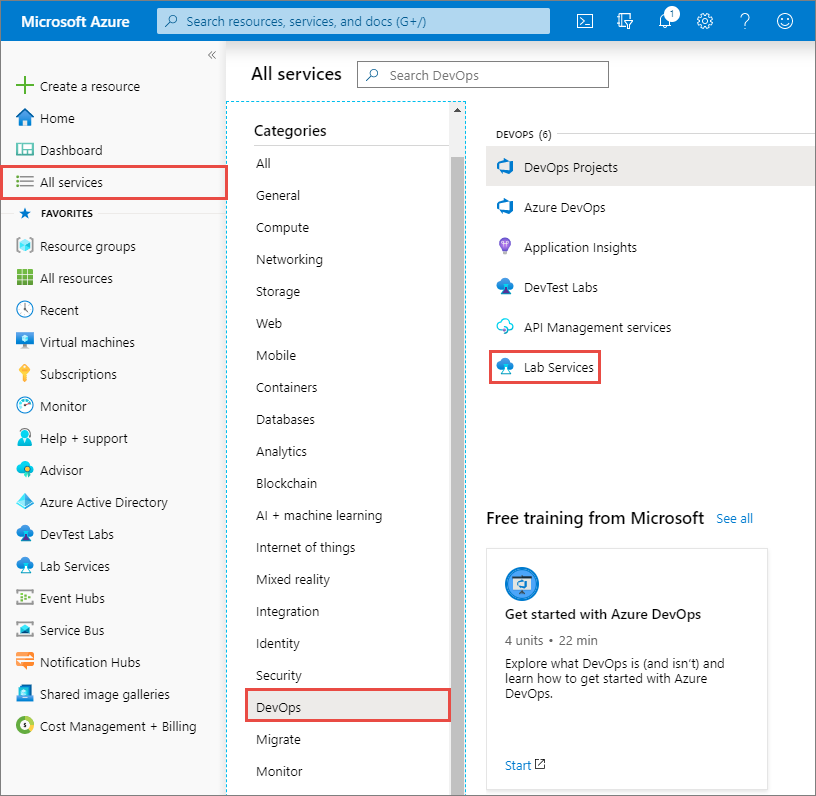 Microsoft Azure
Search resources, services, and docs (G+/)
1
«
Create a resource
Home
Dashboard
All services
FAVORITES
Resource groups
All resources
Recent
Virtual machines
Subscriptions
Monitor
Help + support
Advisor
Azure Active Directory
DevTest Labs
Lab Services
Event Hubs
Service Bus
Notification Hubs
Shared image galleries
Cost Management + Billing
All services
Search DevOps
Categories
All
General
Compute
Networking
Storage
Web
Mobile
Containers
Databases
Analytics
Blockchain
AI + machine learning
Internet of things
Mixed reality
Integration
Identity
Security
DevOps
Migrate
Monitor
DEVOPS (6)
DevOps Projects
Azure DevOps
Application Insights
DevTest Labs
API Management services
Lab Services
Free training from Microsoft See all
Get started with Azure DevOps
4 units • 22 min
Explore what DevOps is (and isn't) and
learn how to get started with Azure
DevOps.
Start